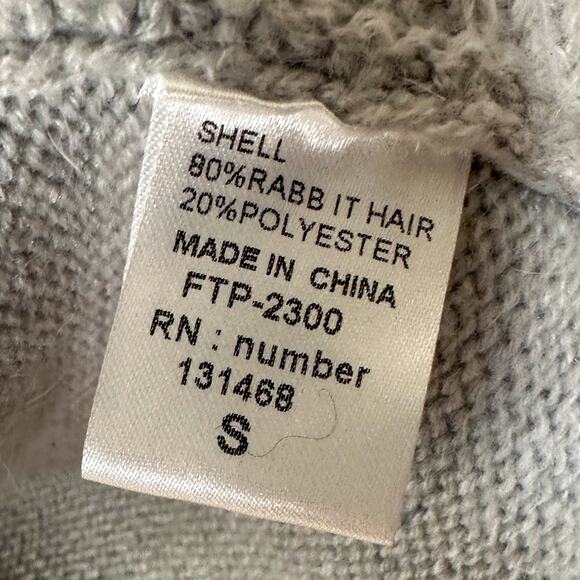 SHELL
80%RABB IT HAIR
20%POLYESTER
MADE IN CHINA
FTP-2300
RN : number
131468
S